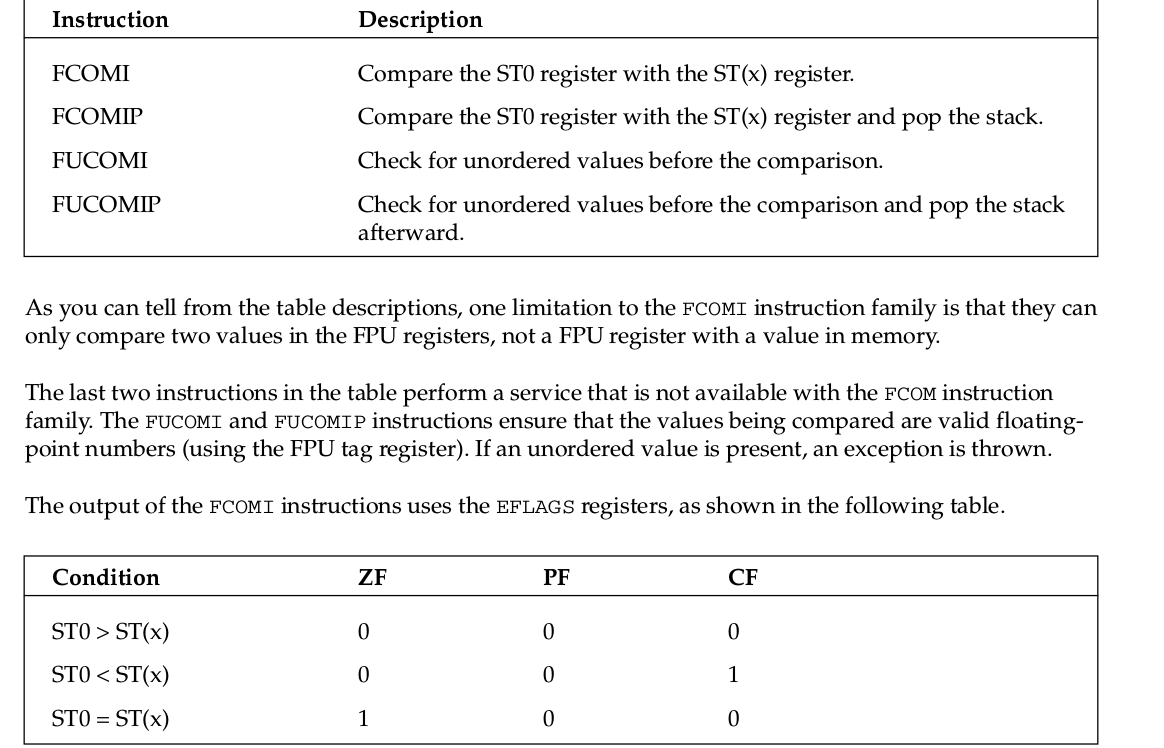 Instruction Description
FCOMI Compare the ST0 register with the ST(x) register.
FCOMIP Compare the ST0 register with the ST(x) register and pop the stack.
FUCOMI Check for unordered values before the comparison.
FUCOMIP Check for unordered values before the comparison and pop the stack
afterward.
As you can tell from the table descriptions, one limitation to the FCOMI instruction family is that they can
only compare two values in the FPU registers, not a FPU register with a value in memory.
The last two instructions in the table perform a service that is not available with the FCOM instruction
family. The FUCOMI and FUCOMIP instructions ensure that the values being compared are valid floating-
point numbers (using the FPU tag register). If an unordered value is present, an exception is thrown.
The output of the FCOMI instructions uses the EFLAGS registers, as shown in the following table.
Condition ZF PF CF
ST0 > ST(x) 0 0 0
ST0 < ST(x) 0 0 1
ST0 = ST(x) 1 0 0